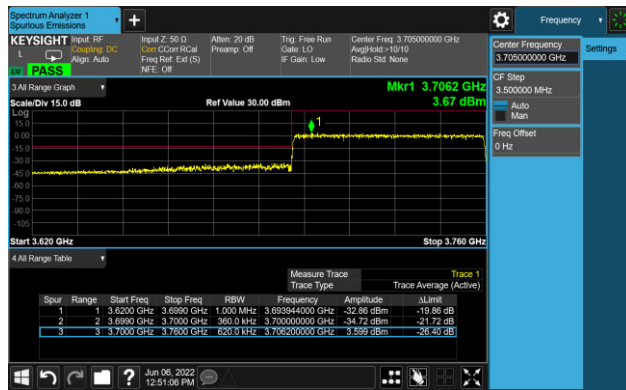 Spectrum Analyzer 1
Spurious Emissions
Frequency
KEYSIGHT
L
Input: RF
Coupling: DC
Align: Auto
Input Z: 50 Ω
Corr CCorr RCal
Freq Ref: Ext (S)
NFE: Off
Atten: 20 dB
Preamp: Off
Trig: Free Run
Gate: LO
IF Gain: Low
Center Freq: 3.705000000 GHz
Avg|Hold:>10/10
Radio Std: None
PASS
Center Frequency
3.705000000 GHz
Settings
CF Step
3.500000 MHz
Auto
Man
Freq Offset
0 Hz
3 All Range Graph
Mkr1 3.7062 GHz
3.67 dBm
Scale/Div 15.0 dB
Ref Value 30.00 dBm
Log
15.0
0.00
-15.0
-30.0
-45.0
-60.0
-75.0
-90.0
-105
1
Start 3.620 GHz
Stop 3.760 GHz
4 All Range Table
Measure Trace Trace 1
Trace Type Trace Average (Active)
Spur Range Start Freq Stop Freq RBW Frequency Amplitude ΔLimit
1 1 3.6200 GHz 3.6990 GHz 1.000 MHz 3.693944000 GHz -32.86 dBm -19.86 dB
2 2 3.6990 GHz 3.7000 GHz 360.0 kHz 3.700000000 GHz -34.72 dBm -21.72 dB
3 3 3.7000 GHz 3.7600 GHz 620.0 kHz 3.706200000 GHz 3.599 dBm -26.40 dB
?
Jun 06, 2022
12:51:06 PM